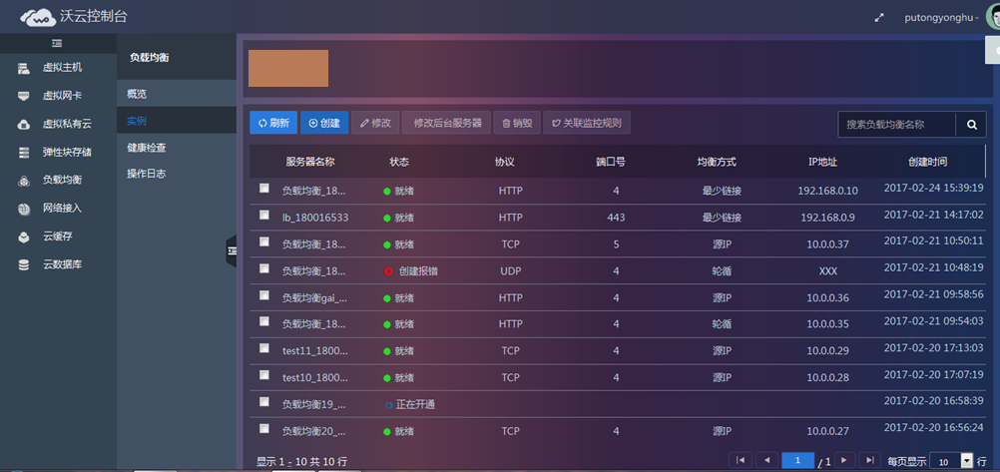 wo 沃云控制台
putongyonghu
虚拟主机
虚拟网卡
虚拟私有云
弹性块存储
负载均衡
网络接入
云缓存
云数据库
负载均衡
概览
实例
健康检查
操作日志
刷新 创建 修改 修改后台服务器 销毁 关联监控规则 搜索负载均衡名称
服务器名称 状态 协议 端口号 均衡方式 IP地址 创建时间
负载均衡_18... 就绪 HTTP 4 最少链接 192.168.0.10 2017-02-24 15:39:19
lb_180016533 就绪 HTTP 443 最少链接 192.168.0.9 2017-02-21 14:17:02
负载均衡_18... 就绪 TCP 5 源IP 10.0.0.37 2017-02-21 10:50:11
负载均衡_18... 创建报错 UDP 4 轮循 XXX 2017-02-21 10:48:19
负载均衡gai_... 就绪 HTTP 4 源IP 10.0.0.36 2017-02-21 09:58:56
负载均衡_18... 就绪 HTTP 4 轮循 10.0.0.35 2017-02-21 09:54:03
test11_1800... 就绪 TCP 4 源IP 10.0.0.29 2017-02-20 17:13:03
test10_1800... 就绪 TCP 4 源IP 10.0.0.28 2017-02-20 17:07:19
负载均衡19_... 正在开通 2017-02-20 16:58:39
负载均衡20_... 就绪 TCP 4 源IP 10.0.0.27 2017-02-20 16:56:24
显示 1 - 10 共 10 行 1 / 1 每页显示 10 行